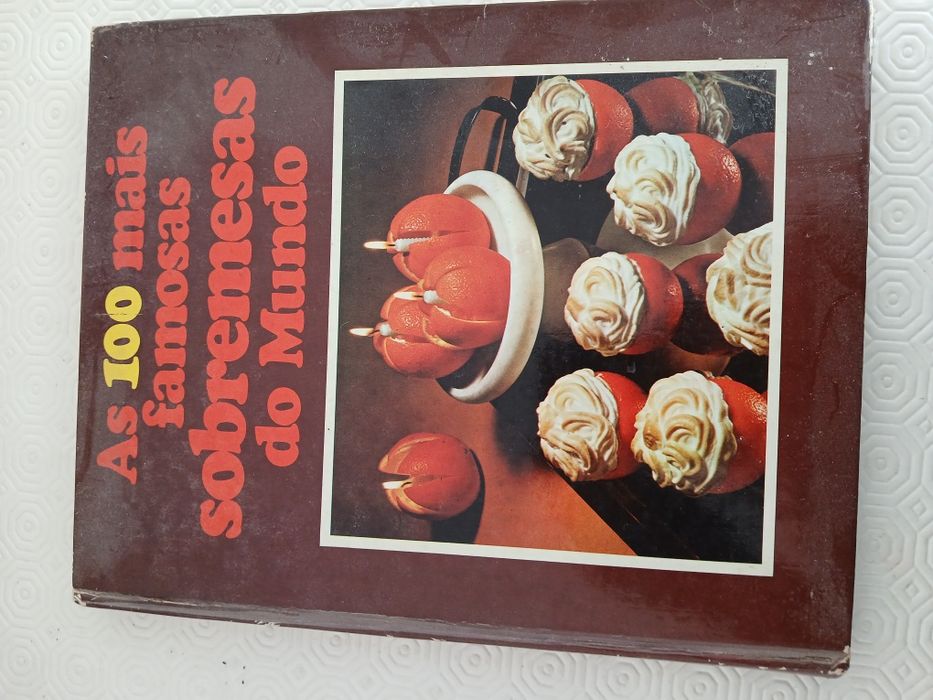 As 100 mais
famosas
sobremesas
do Mundo